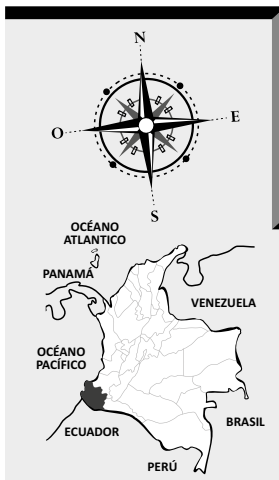 N
O
E
S
OCÉANO
ATLANTICO
PANAMÁ
VENEZUELA
OCÉANO
PACÍFICO
BRASIL
ECUADOR
PERÚ